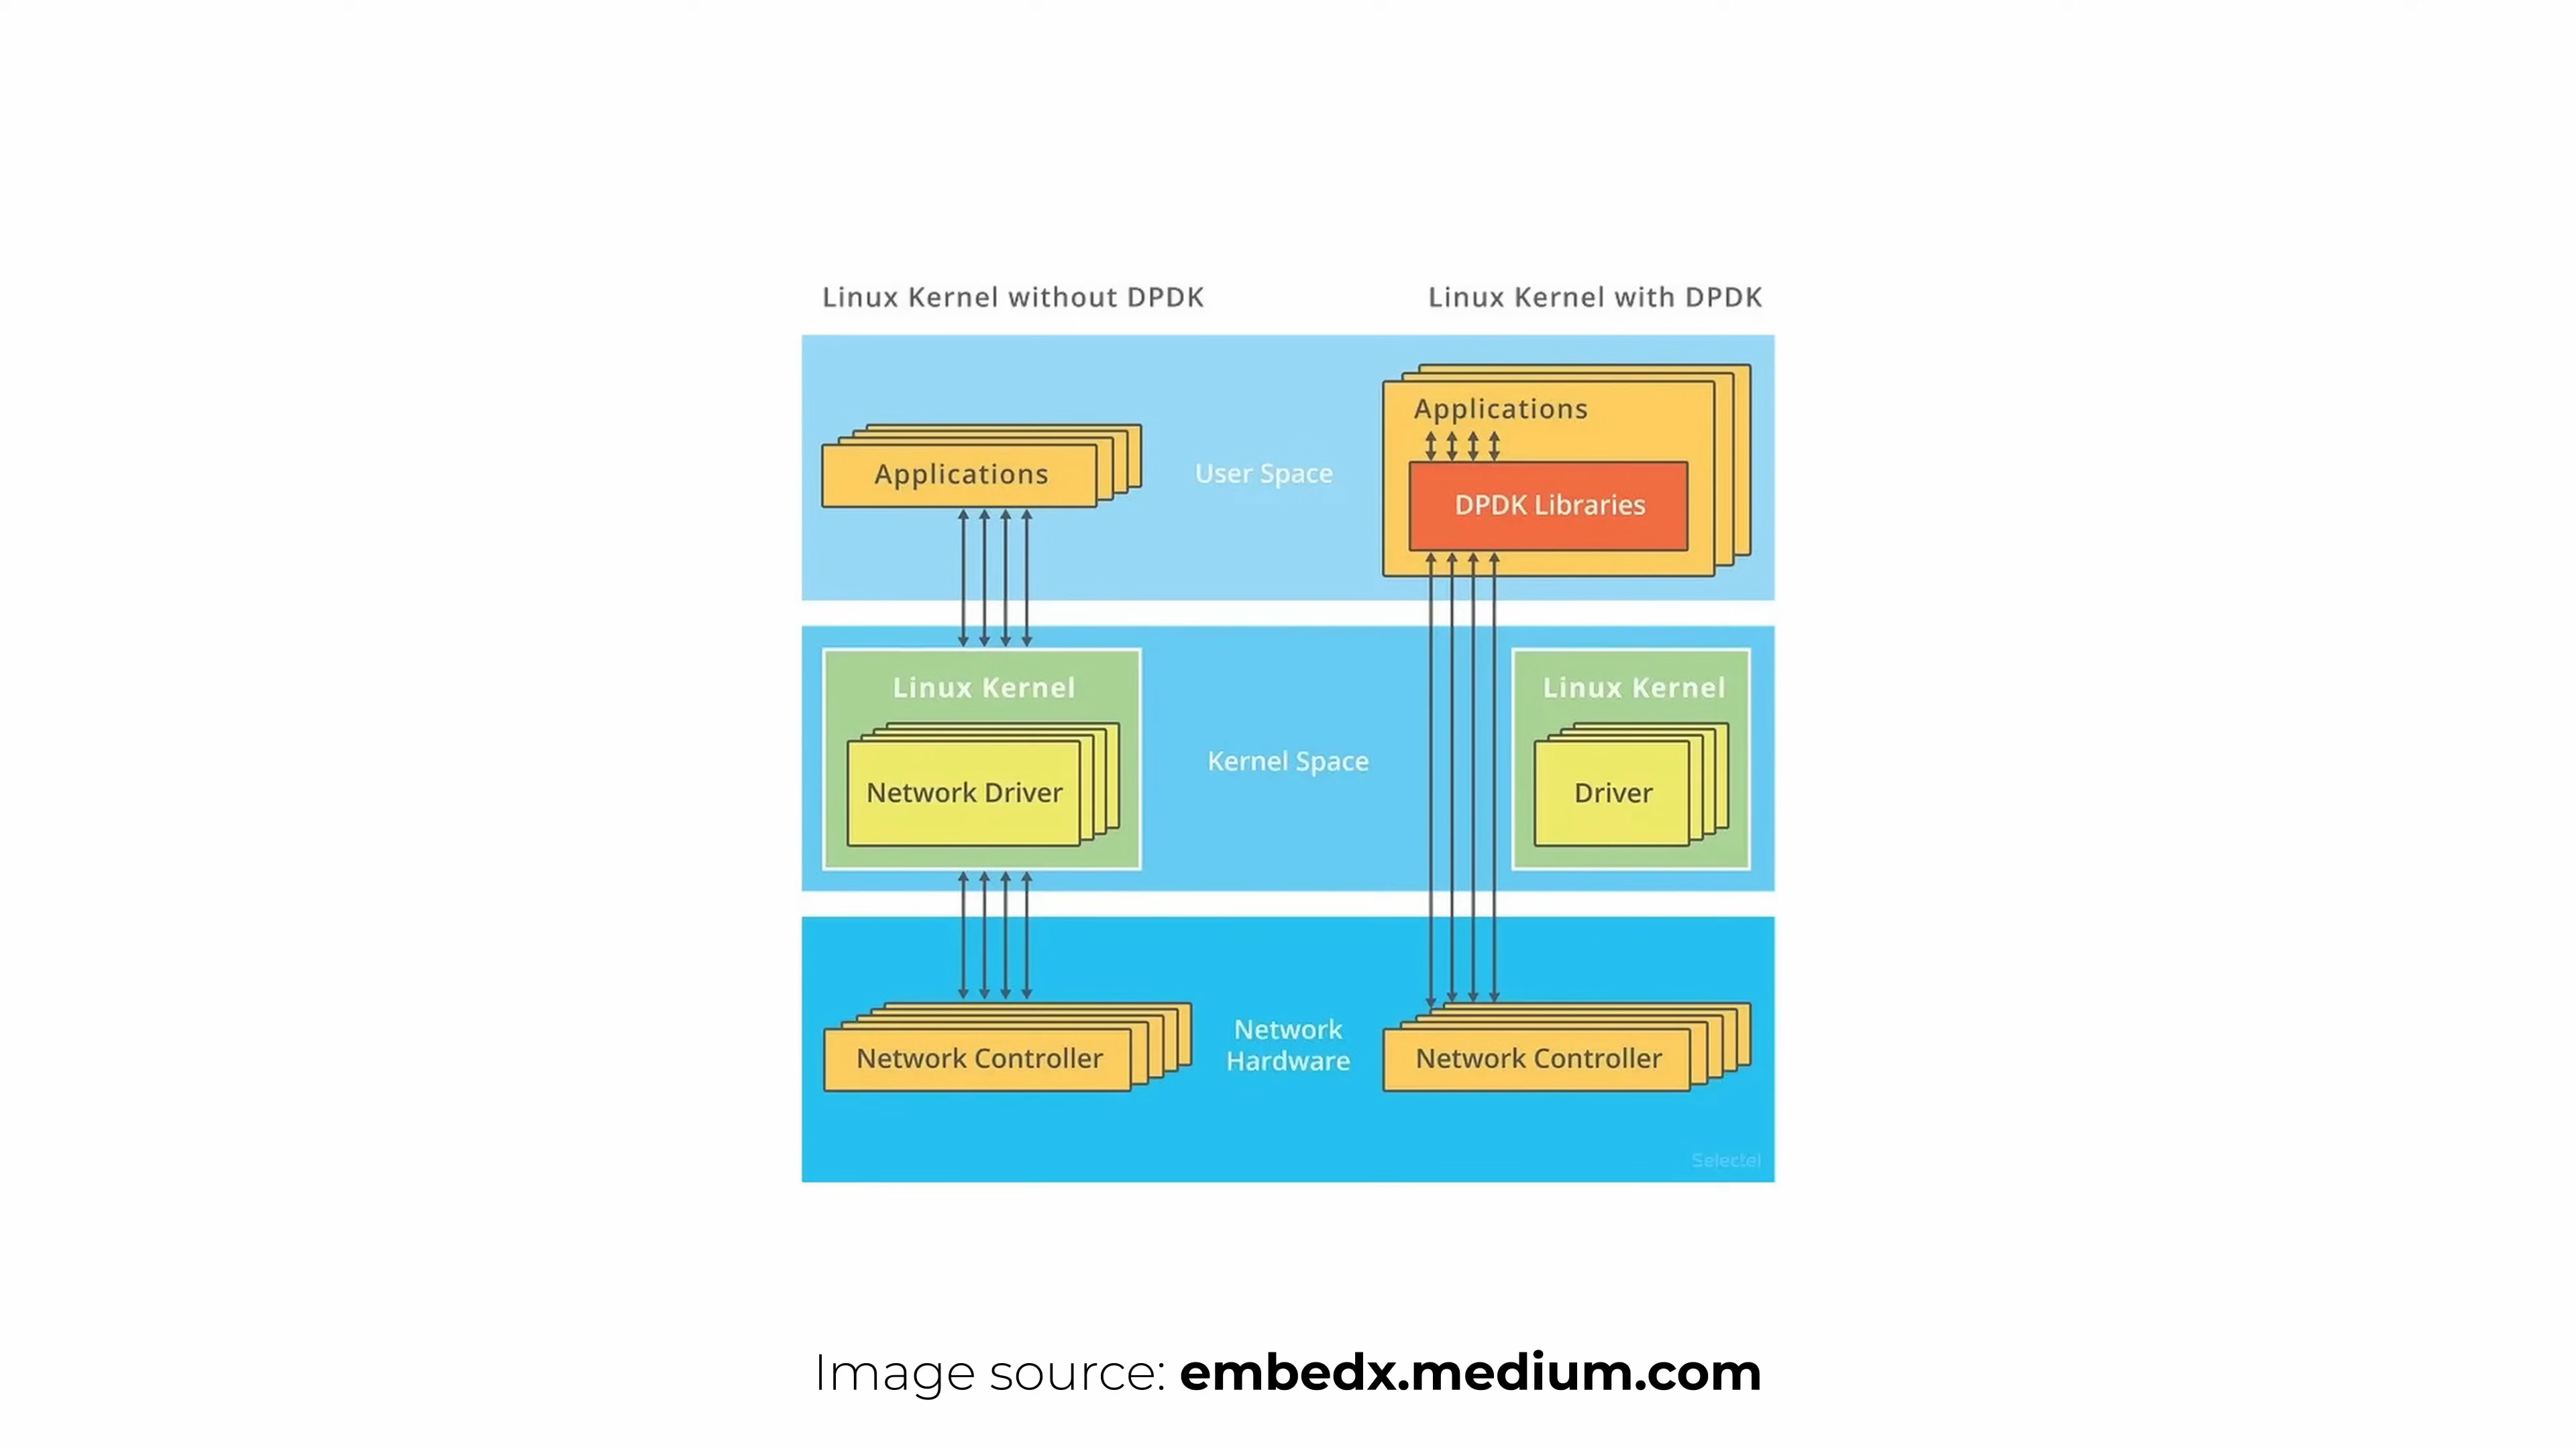 Linux Kernel without DPDK
Linux Kernel with DPDK
Applications
User Space
Applications
DPDK Libraries
Linux Kernel
Network Driver
Kernel Space
Linux Kernel
Driver
Network Controller
Network
Hardware
Network Controller
Selectel
Image source: embedx.medium.com